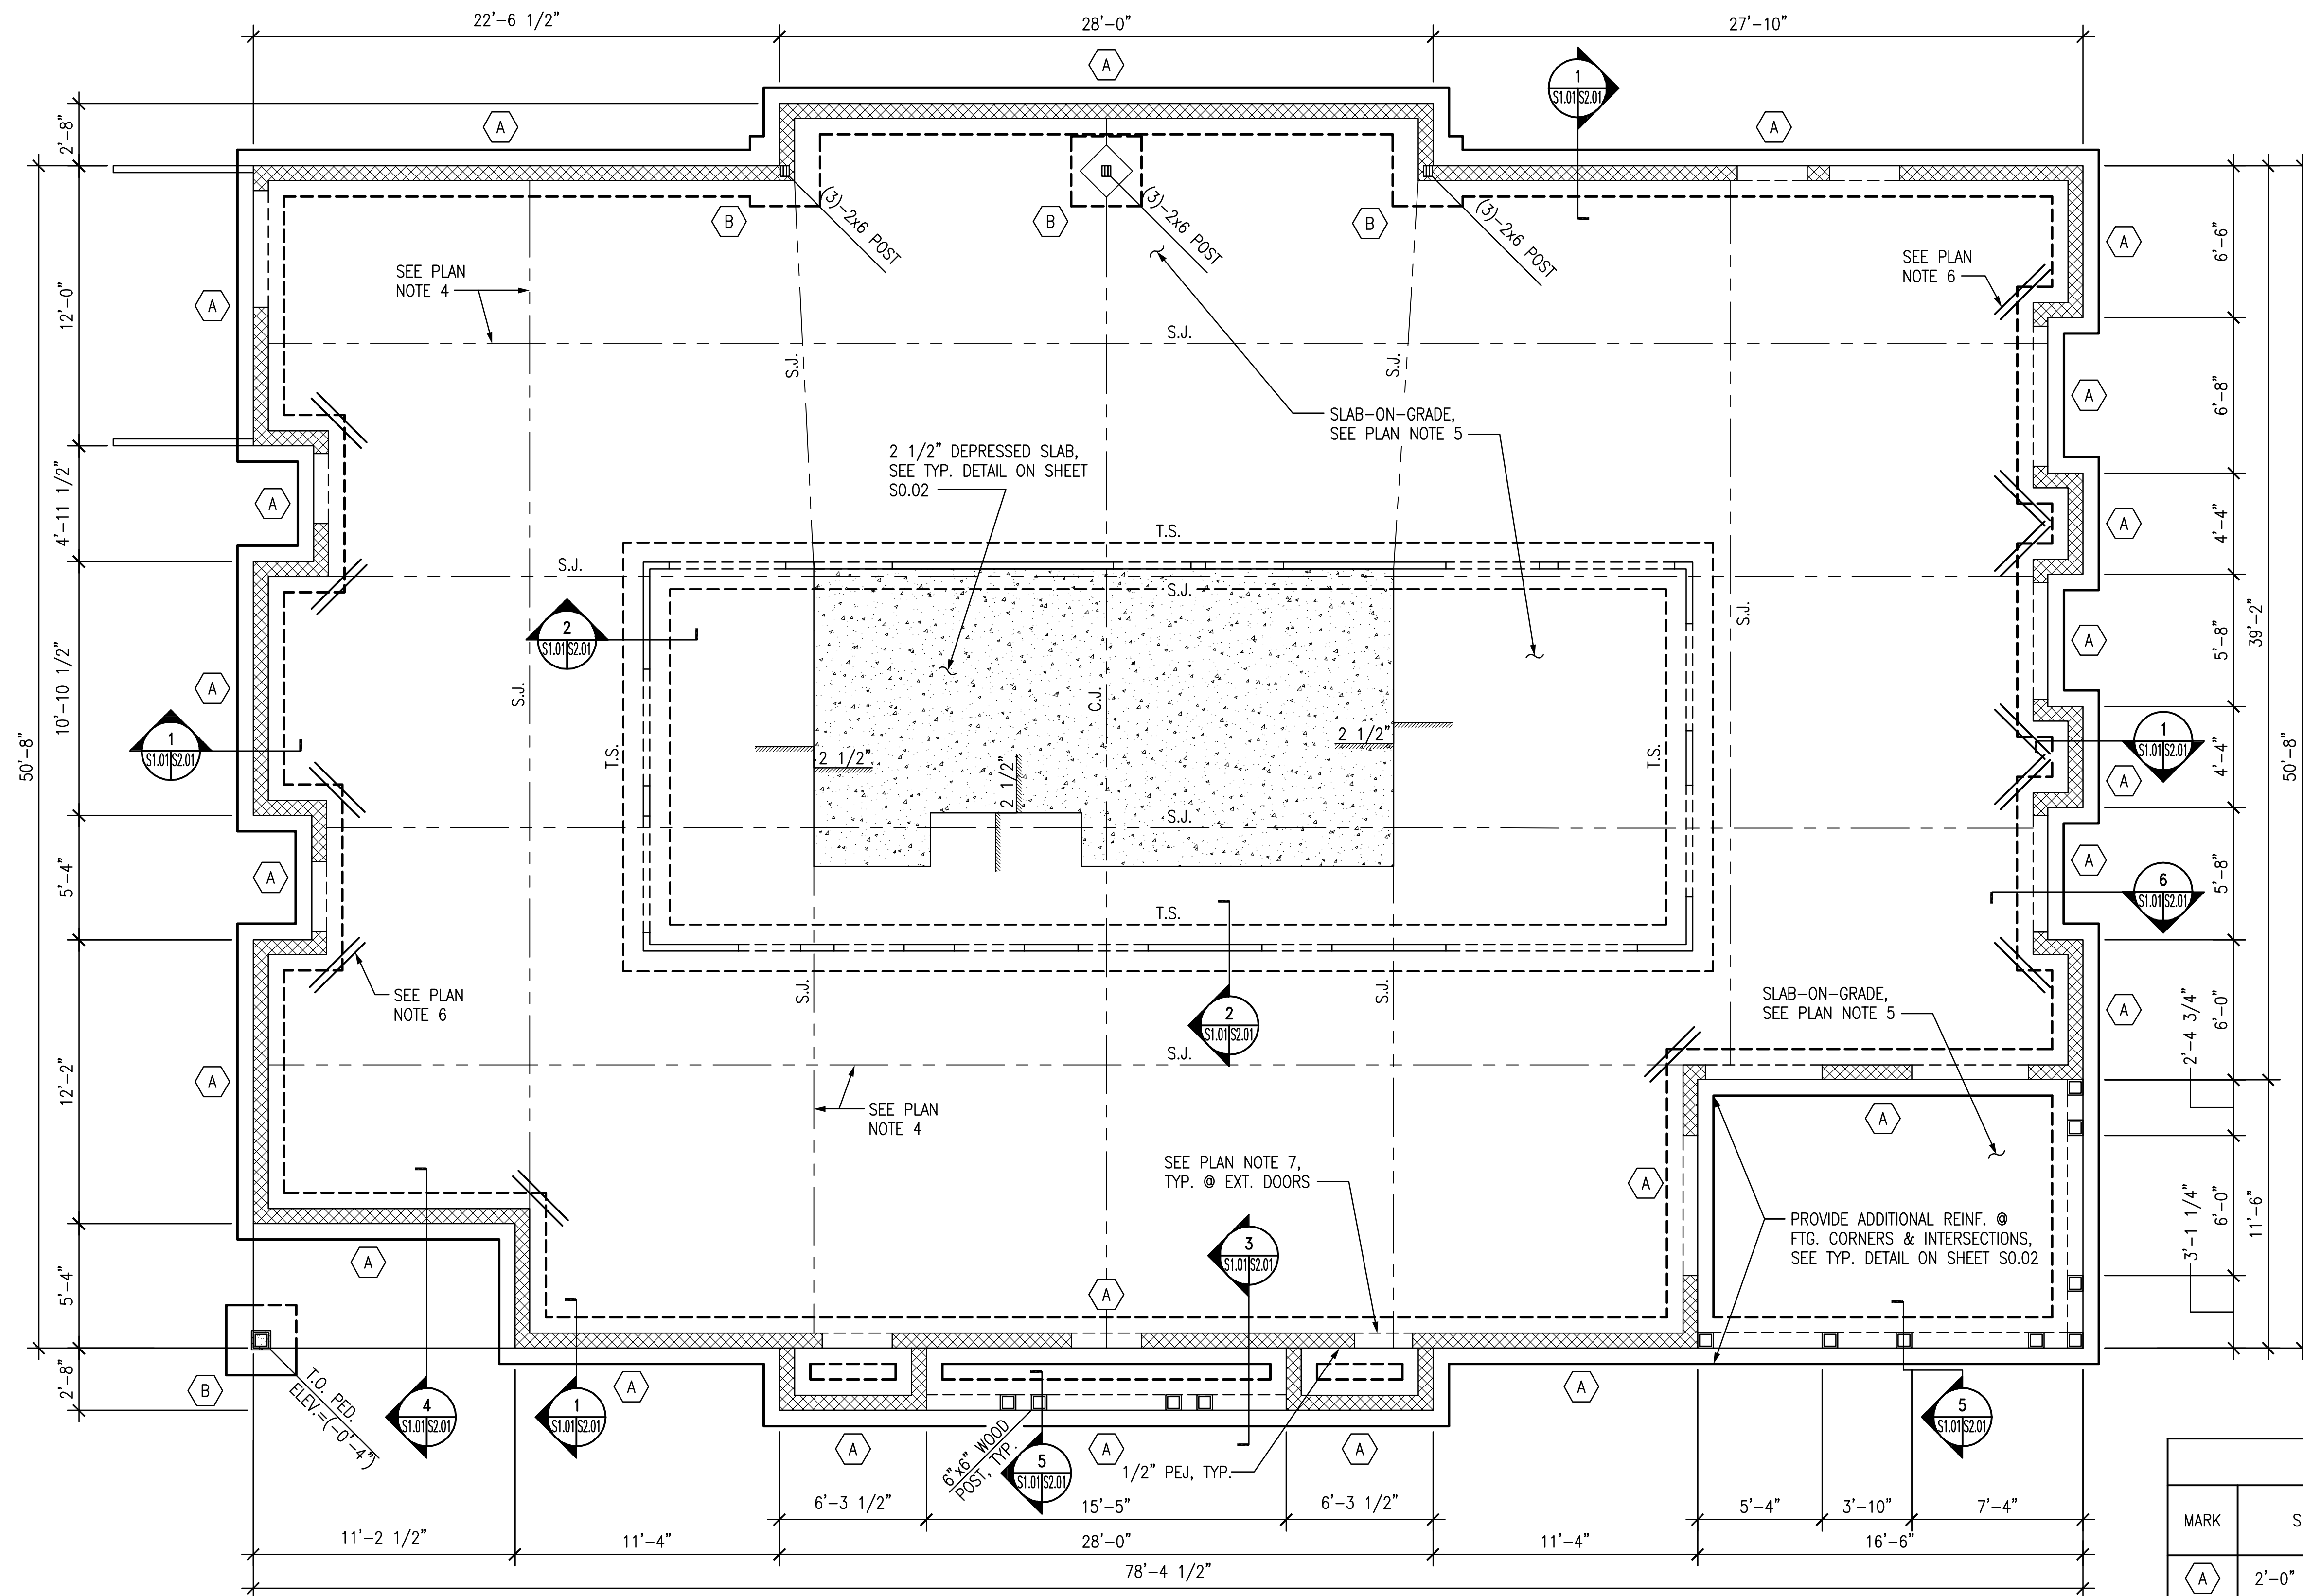 22'-6 1/2"
28'-0"
27'-10"
A
1
S1.01 S2.01
A
A
2'-8"
(3)-2x6 POST
(3)-2x6 POST
(3)-2x6 POST
B
B
B
A
6'-6"
SEE PLAN
NOTE 4
SEE PLAN
NOTE 6
A
12'-0"
S.J.
S.J.
S.J.
A
6'-8"
SLAB-ON-GRADE,
SEE PLAN NOTE 5
2 1/2" DEPRESSED SLAB,
SEE TYP. DETAIL ON SHEET
S0.02
A
4'-11 1/2"
A
4'-4"
T.S.
S.J.
S.J.
S.J.
2
S1.01 S2.01
A
5'-8"
39'-2"
10'-10 1/2"
A
S.J.
C.J.
50'-8"
1
S1.01 S2.01
T.S.
2 1/2"
2 1/2"
2 1/2"
T.S.
1
S1.01 S2.01
4'-4"
50'-8"
A
S.J.
5'-4"
A
A
5'-8"
6
S1.01 S2.01
T.S.
S.J.
S.J.
SEE PLAN
NOTE 6
2
S1.01 S2.01
SLAB-ON-GRADE,
SEE PLAN NOTE 5
A
6'-0"
2'-4 3/4"
S.J.
12'-2"
A
SEE PLAN
NOTE 4
A
SEE PLAN NOTE 7,
TYP. @ EXT. DOORS
A
PROVIDE ADDITIONAL REINF. @
FTG. CORNERS & INTERSECTIONS,
SEE TYP. DETAIL ON SHEET S0.02
6'-0"
3'-1 1/4"
11'-6"
A
3
S1.01 S2.01
5'-4"
A
2'-8"
B
T.O. PED.
ELEV.=(-0'-4")
4
S1.01 S2.01
1
S1.01 S2.01
A
A
5
S1.01 S2.01
A
A
A
6"x6" WOOD
POST, TYP.
5
S1.01 S2.01
1/2" PEJ, TYP.
6'-3 1/2"
15'-5"
6'-3 1/2"
5'-4"
3'-10"
7'-4"
11'-2 1/2"
11'-4"
28'-0"
11'-4"
16'-6"
78'-4 1/2"
MARK
A
2'-0"